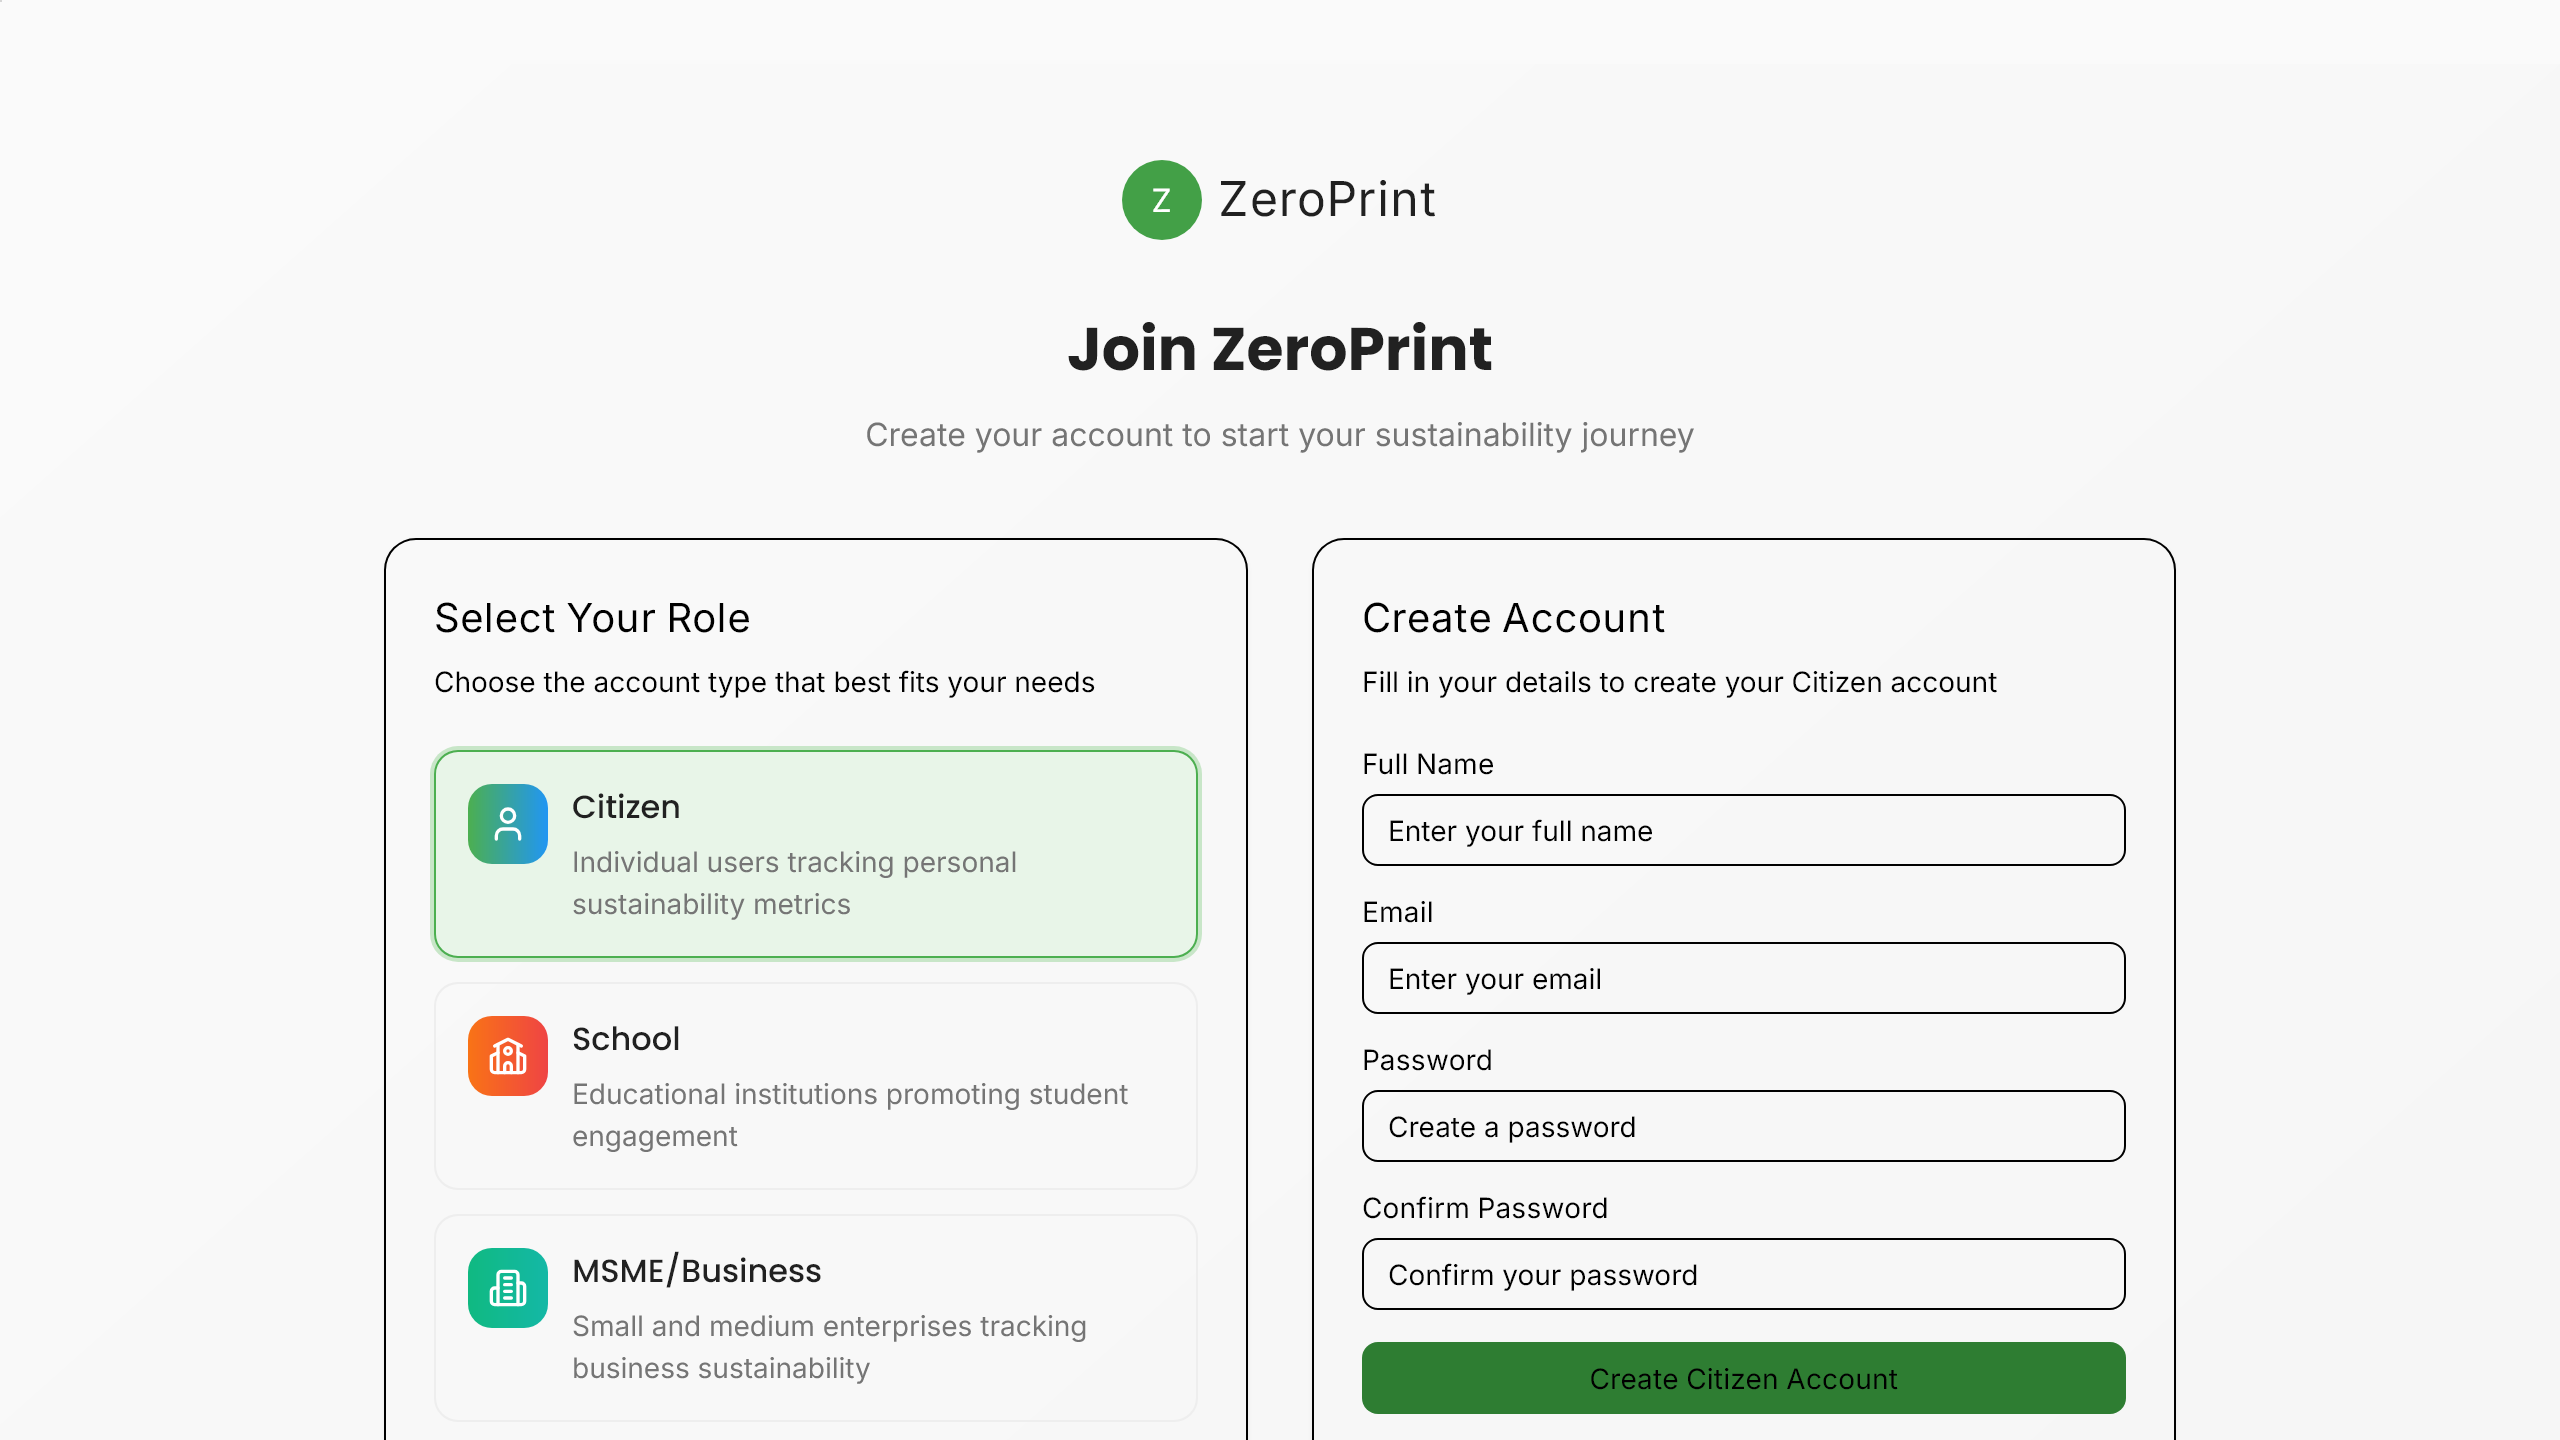 Z
ZeroPrint
Join ZeroPrint
Create your account to start your sustainability journey
Select Your Role
Choose the account type that best fits your needs
Citizen
Individual users tracking personal
sustainability metrics
School
Educational institutions promoting student
engagement
MSME/Business
Small and medium enterprises tracking
business sustainability
Create Account
Fill in your details to create your Citizen account
Full Name
Enter your full name
Email
Enter your email
Password
Create a password
Confirm Password
Confirm your password
Create Citizen Account